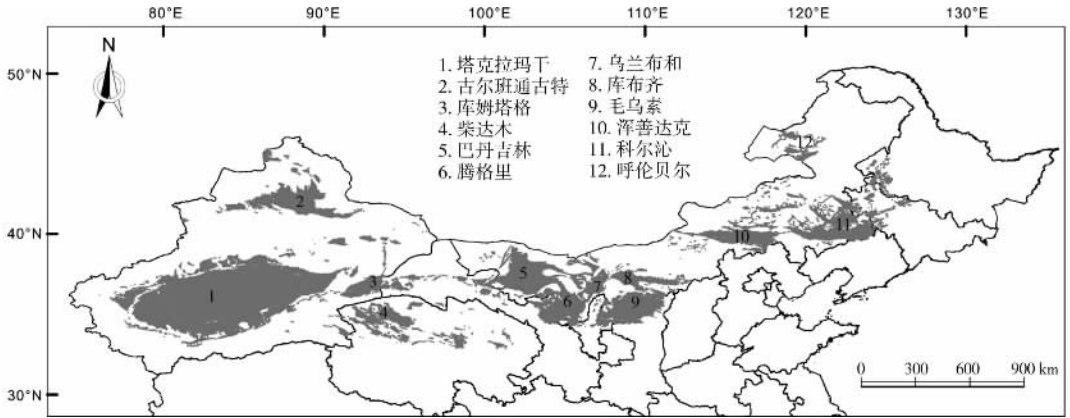 80°E 90°E 100°E 110°E 120°E 130°E
N
50°N
40°N
30°N
1. 塔克拉玛干
2. 古尔班通古特
3. 库姆塔格
4. 柴达木
5. 巴丹吉林
6. 腾格里
7. 乌兰布和
8. 库布齐
9. 毛乌素
10. 浑善达克
11. 科尔沁
12. 呼伦贝尔
12
2
11
10
5
8
7
3
1
6
9
4
0 300 600 900 km